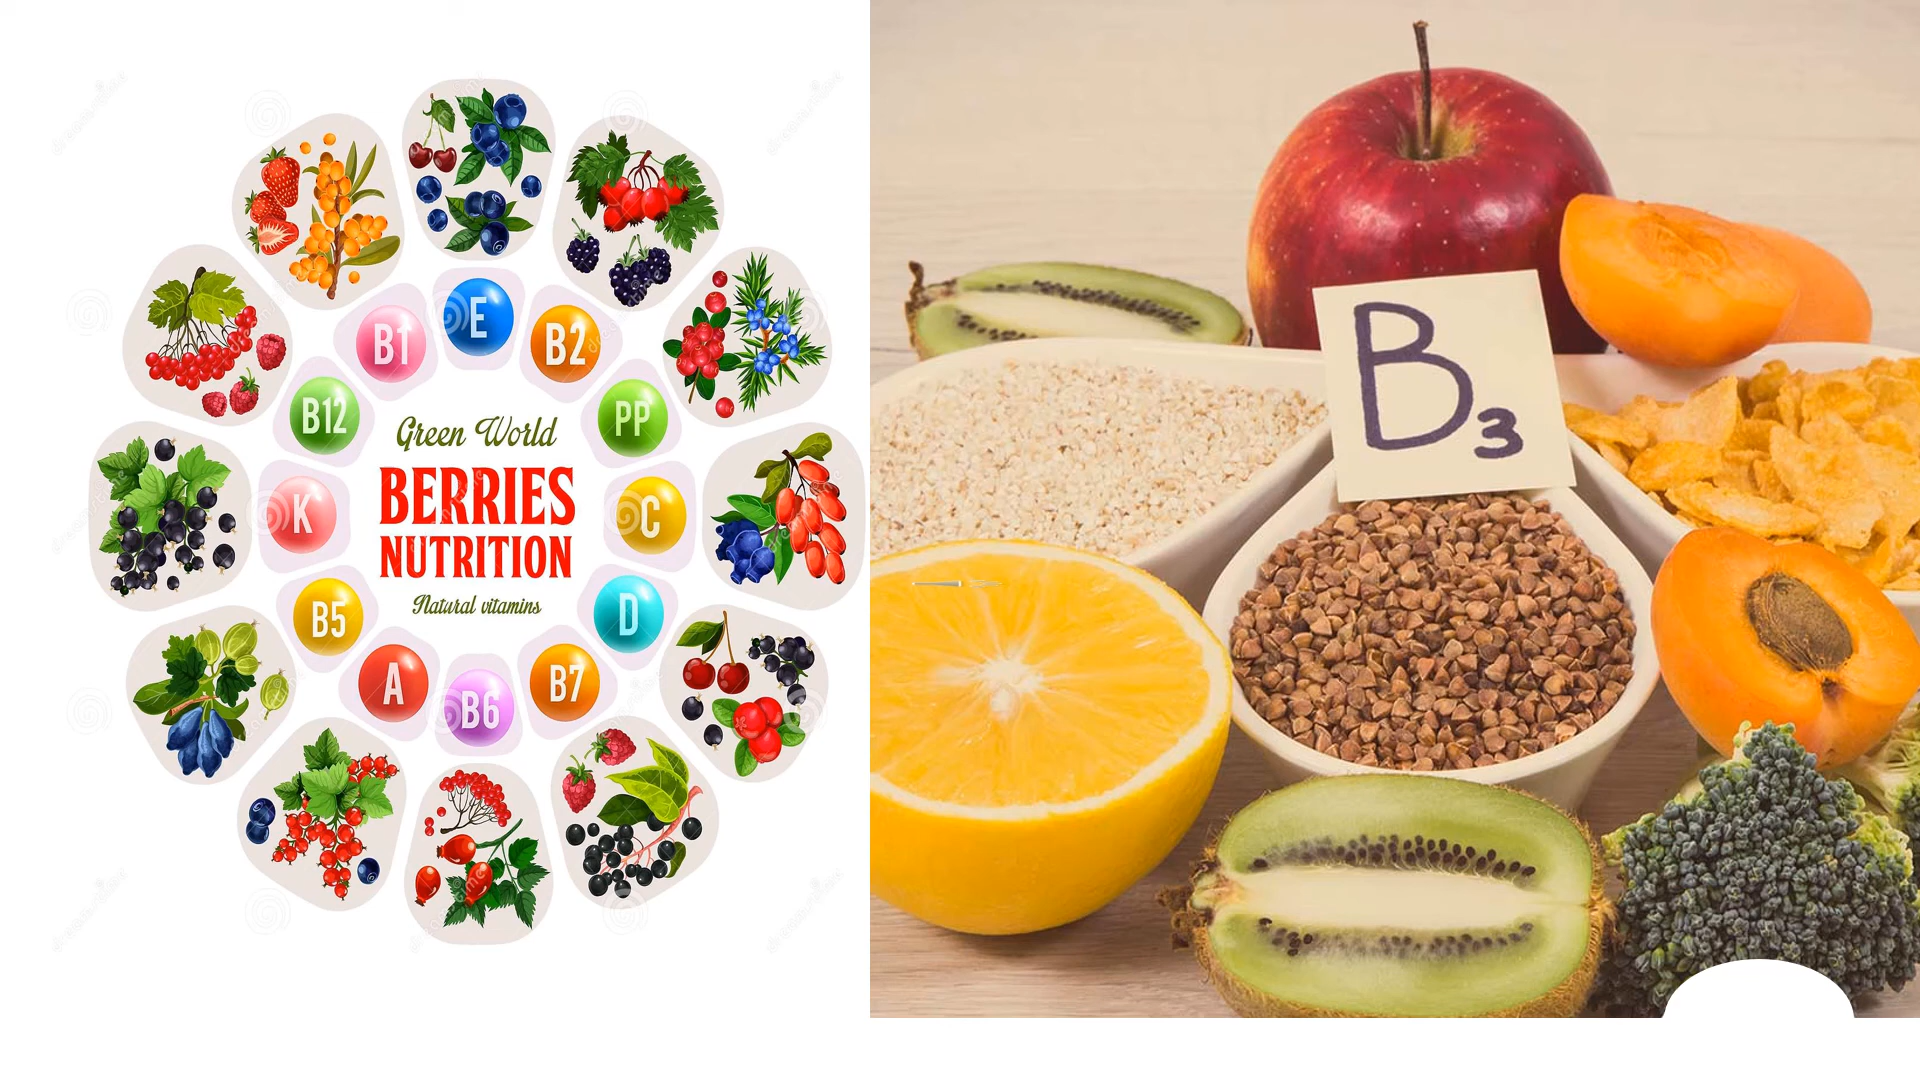 E
B1
B2
B12
PP
Green World
BERRIES
NUTRITION
Natural vitamins
K
C
B5
D
A
B7
B6
B3